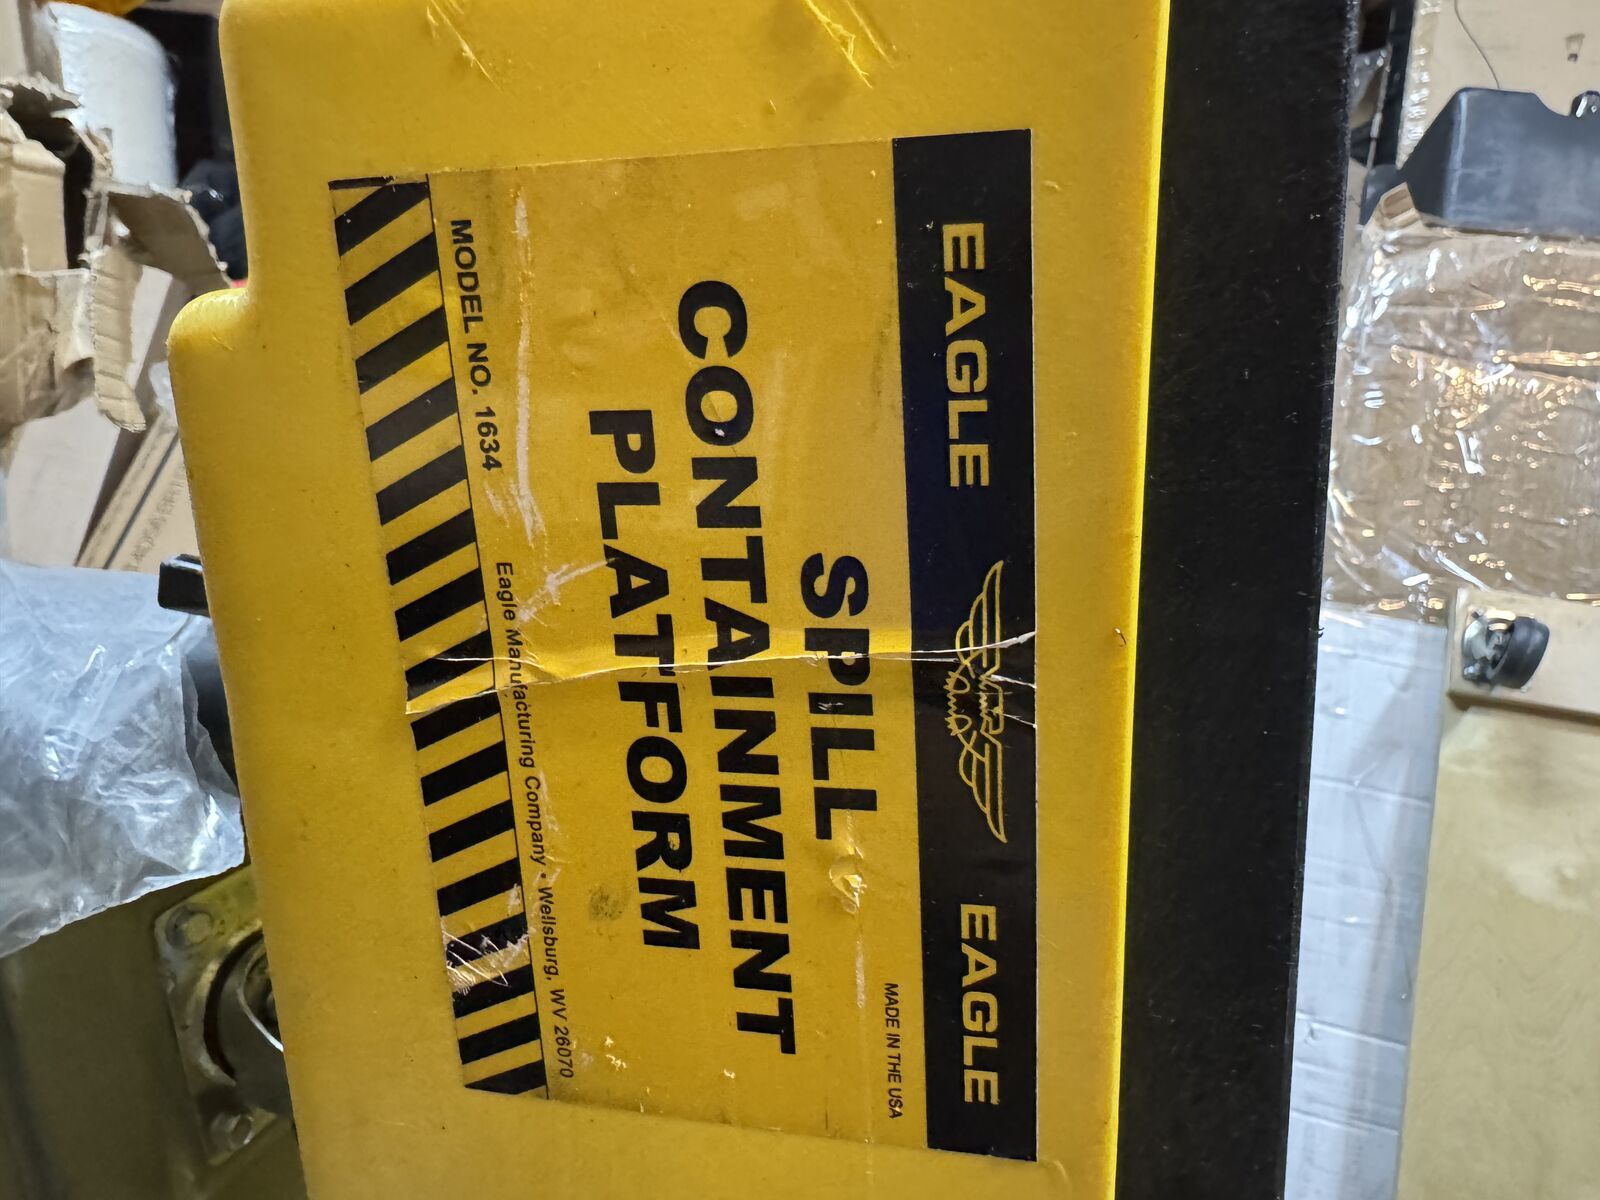 EAGLE EAGLE
MADE IN THE USA
SPILL
CONTAINMENT
PLATFORM
MODEL NO. 1634
Eagle Manufacturing Company - Wellsburg, WV 26070